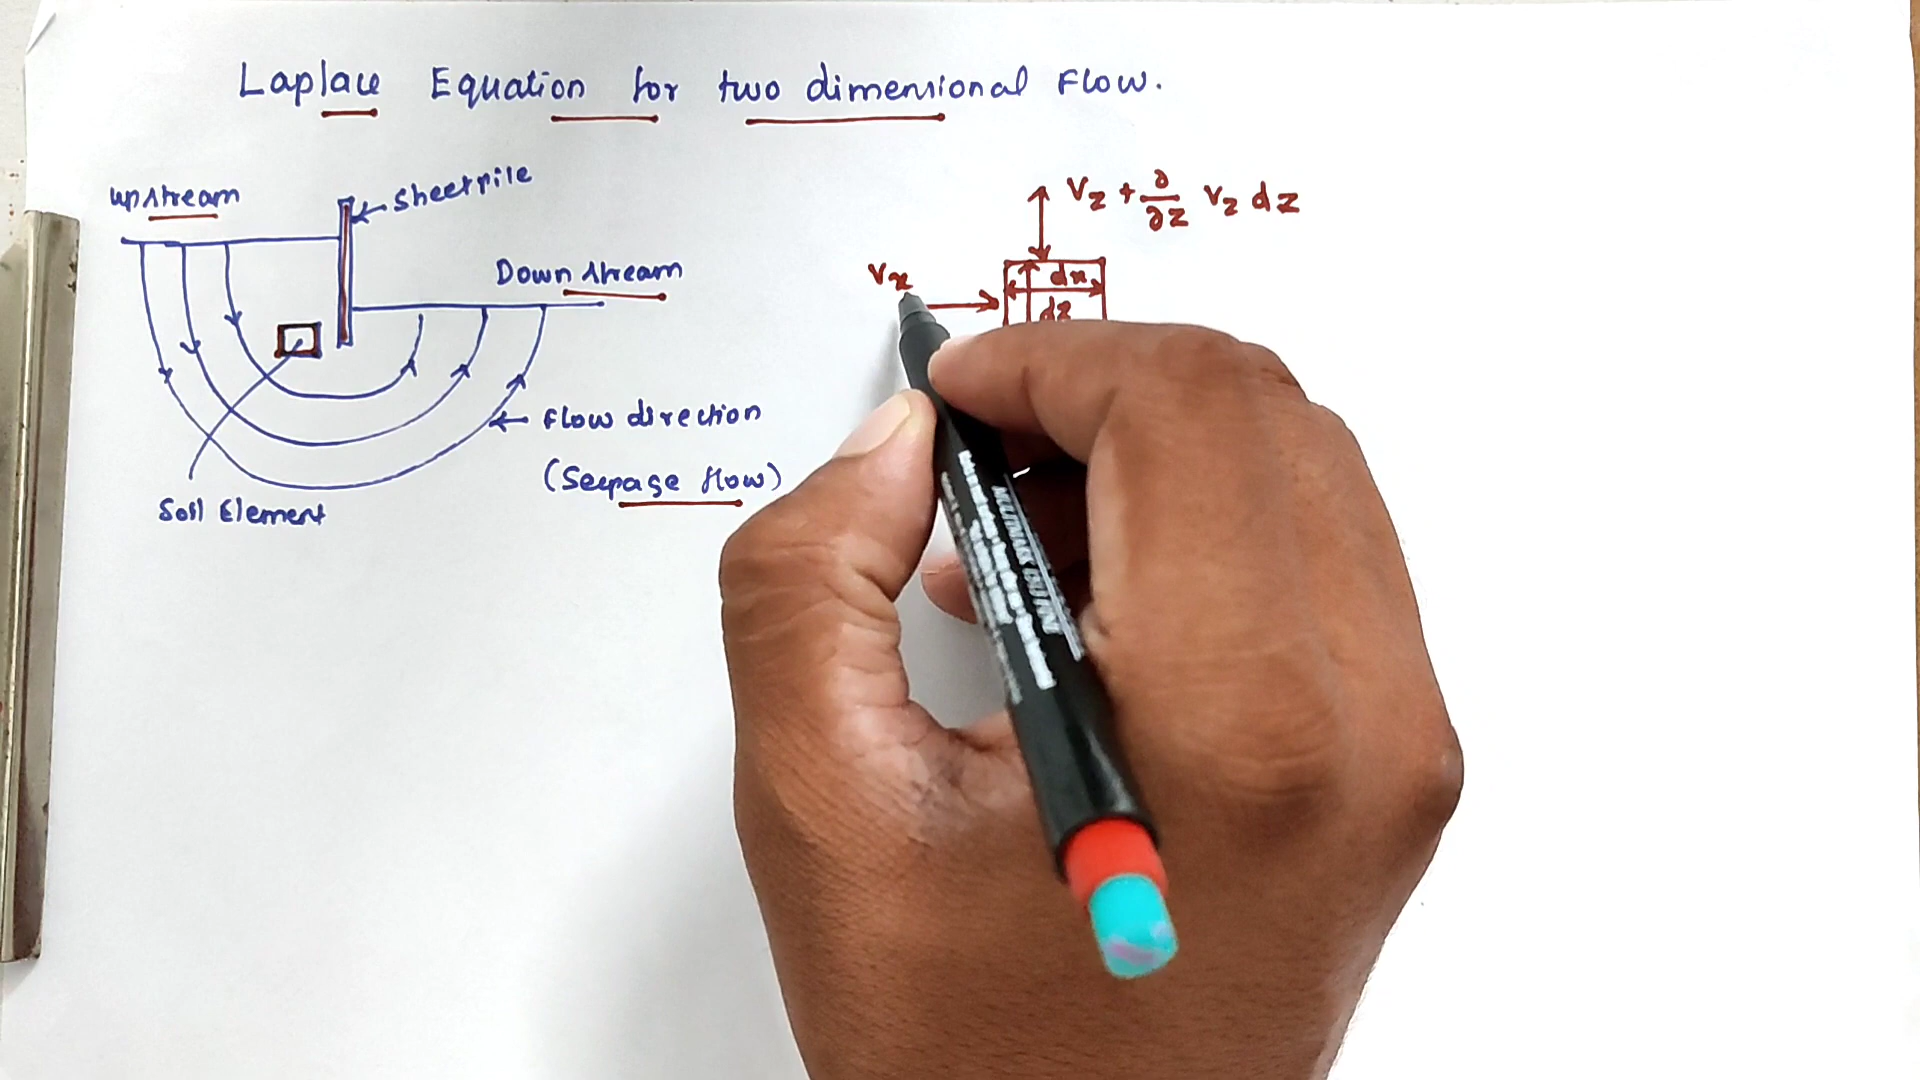 Laplace Equation for two dimensional Flow.
Upstream
Sheetpile
Down stream
Flow direction
(Seepage flow)
Soil Element
Vz + ∂/∂z Vz dz
Vx
dx
dz